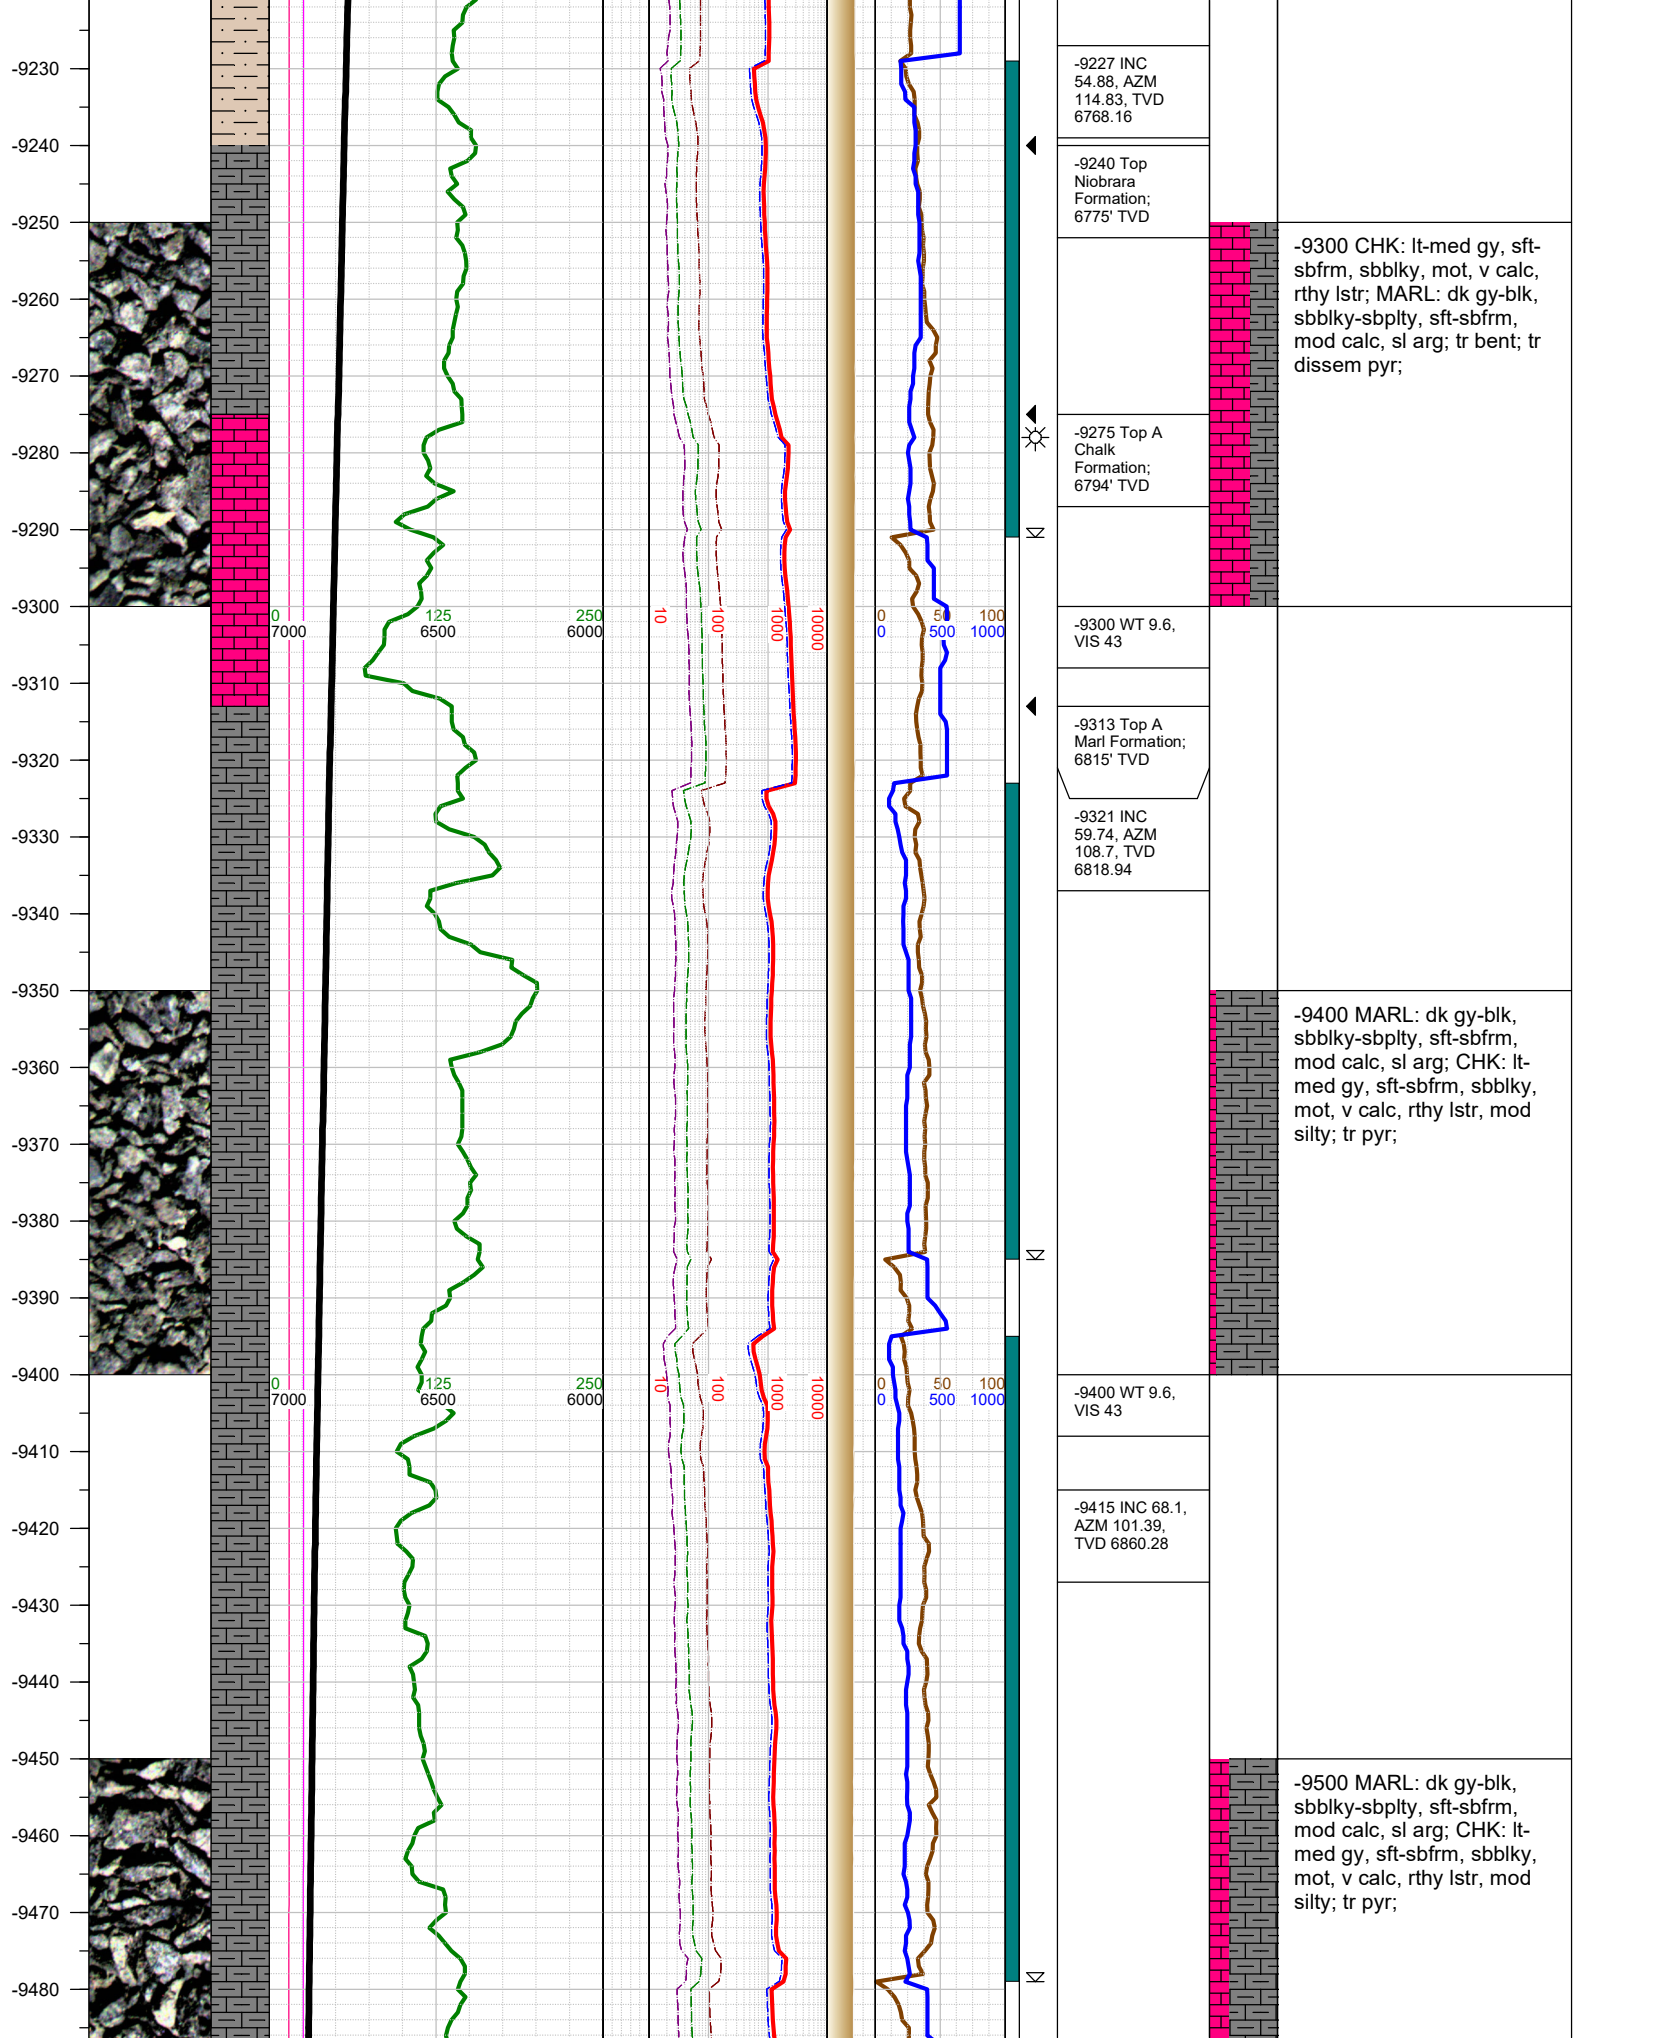 -9230
-9240
-9250
-9260
-9270
-9280
-9290
-9300
-9310
-9320
-9330
-9340
-9350
-9360
-9370
-9380
-9390
-9400
-9410
-9420
-9430
-9440
-9450
-9460
-9470
-9480
0 125 250
7000 6500 6000
10 100 1000 10000
0 50 100
0 500 1000
0 125 250
7000 6500 6000
10 100 1000 10000
0 50 100
0 500 1000
-9227 INC
54.88, AZM
114.83, TVD
6768.16
-9240 Top
Niobrara
Formation;
6775' TVD
-9275 Top A
Chalk
Formation;
6794' TVD
-9300 WT 9.6,
VIS 43
-9313 Top A
Marl Formation;
6815' TVD
-9321 INC
59.74, AZM
108.7, TVD
6818.94
-9400 WT 9.6,
VIS 43
-9415 INC 68.1,
AZM 101.39,
TVD 6860.28
-9300 CHK: lt-med gy, sft-
sbfrm, sbblky, mot, v calc,
rthy lstr; MARL: dk gy-blk,
sbblky-sbplty, sft-sbfrm,
mod calc, sl arg; tr bent; tr
dissem pyr;
-9400 MARL: dk gy-blk,
sbblky-sbplty, sft-sbfrm,
mod calc, sl arg; CHK: lt-
med gy, sft-sbfrm, sbblky,
mot, v calc, rthy lstr, mod
silty; tr pyr;
-9500 MARL: dk gy-blk,
sbblky-sbplty, sft-sbfrm,
mod calc, sl arg; CHK: lt-
med gy, sft-sbfrm, sbblky,
mot, v calc, rthy lstr, mod
silty; tr pyr;